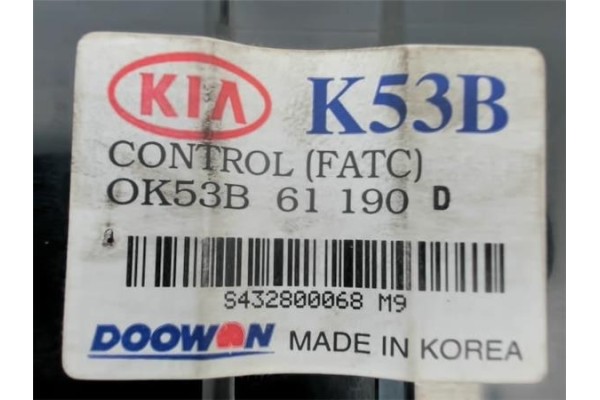 KIA K53B
CONTROL (FATC)
OK53B 61 190 D
S432800068 M9
DOOWON MADE IN KOREA